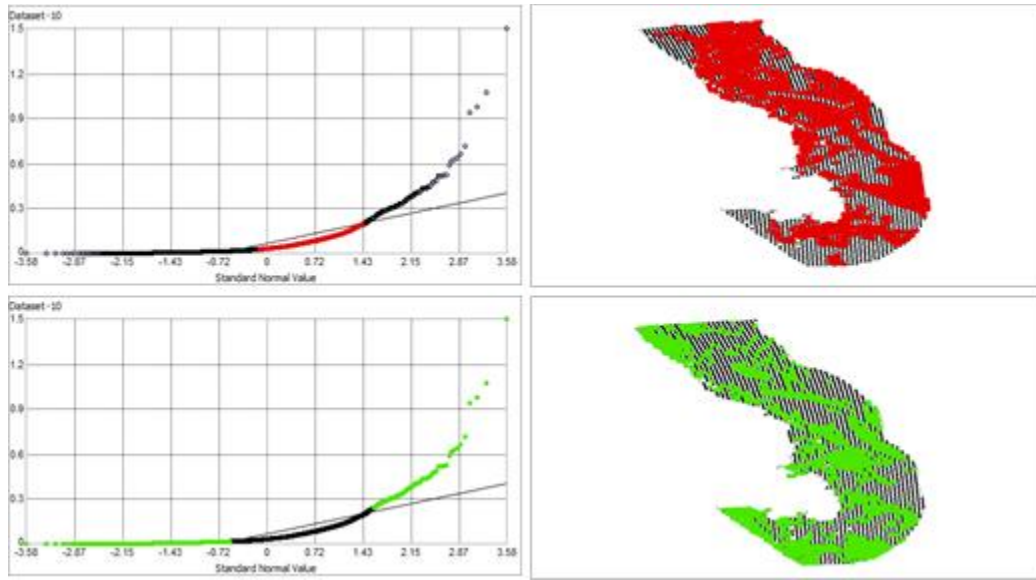 Dataset ·10
1.5
1.2
0.9
0.6
0.3
0
-3.58 -2.87 -2.15 -1.43 -0.72 0 0.72 1.43 2.15 2.87 3.58
Standard Normal Value
Dataset ·10
1.5
1.2
0.9
0.6
0.3
0
-3.58 -2.87 -2.15 -1.43 -0.72 0 0.72 1.43 2.15 2.87 3.58
Standard Normal Value